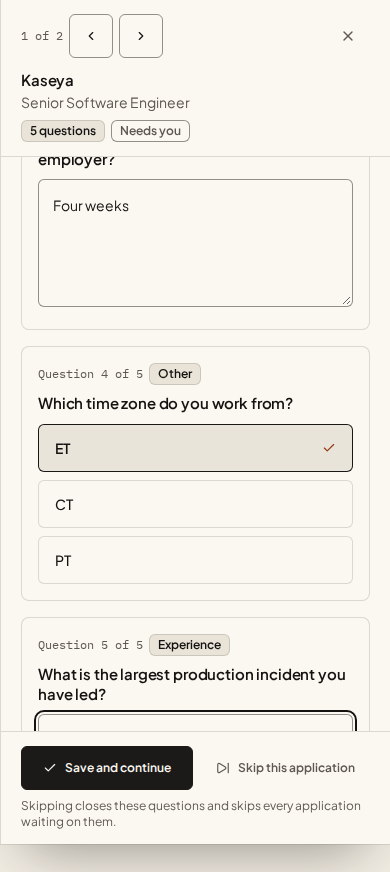 1 of 2
Kaseya
Senior Software Engineer
5 questions Needs you
employer?
Four weeks
Question 4 of 5 Other
Which time zone do you work from?
ET
CT
PT
Question 5 of 5 Experience
What is the largest production incident you
have led?
Save and continue Skip this application
Skipping closes these questions and skips every application
waiting on them.